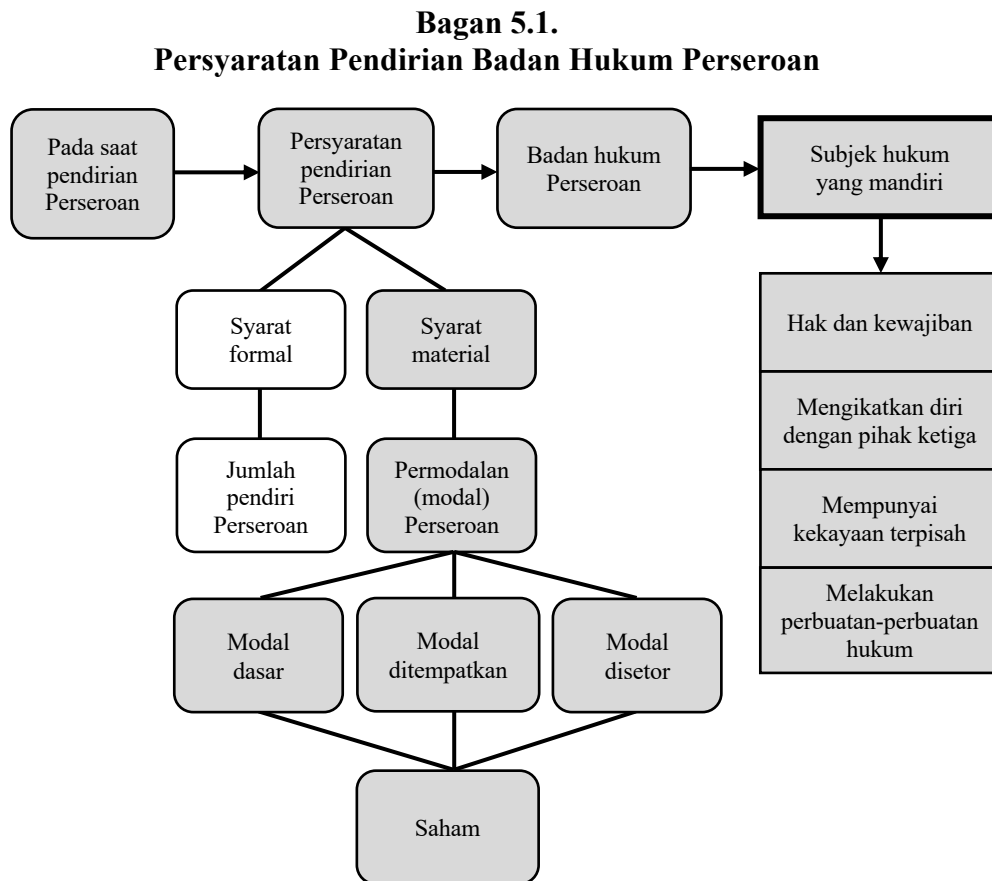 Bagan 5.1.
Persyaratan Pendirian Badan Hukum Perseroan
Pada saat
pendirian
Perseroan
Persyaratan
pendirian
Perseroan
Badan hukum
Perseroan
Subjek hukum
yang mandiri
Syarat
formal
Syarat
material
Hak dan kewajiban
Mengikatkan diri
dengan pihak ketiga
Mempunyai
kekayaan terpisah
Melakukan
perbuatan-perbuatan
hukum
Jumlah
pendiri
Perseroan
Permodalan
(modal)
Perseroan
Modal
dasar
Modal
ditempatkan
Modal
disetor
Saham